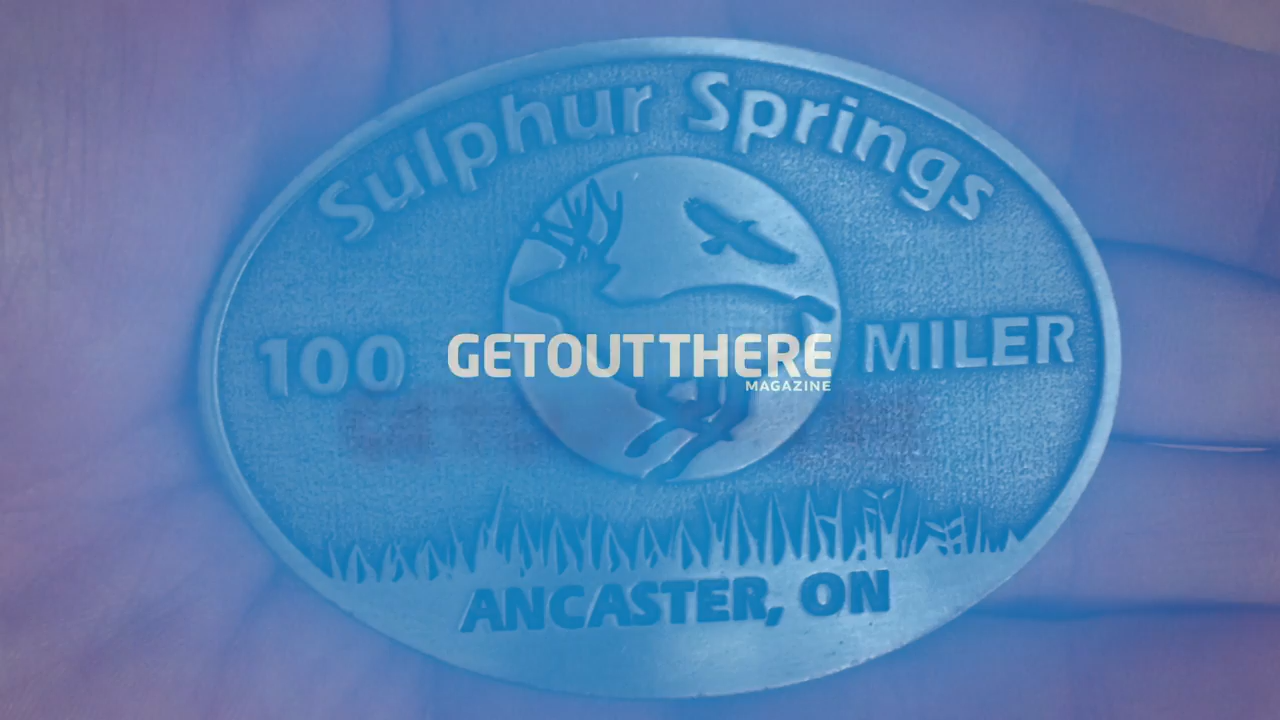 Sulphur Springs
100 MILER
GETOUTTHERE
MAGAZINE
ANCASTER, ON